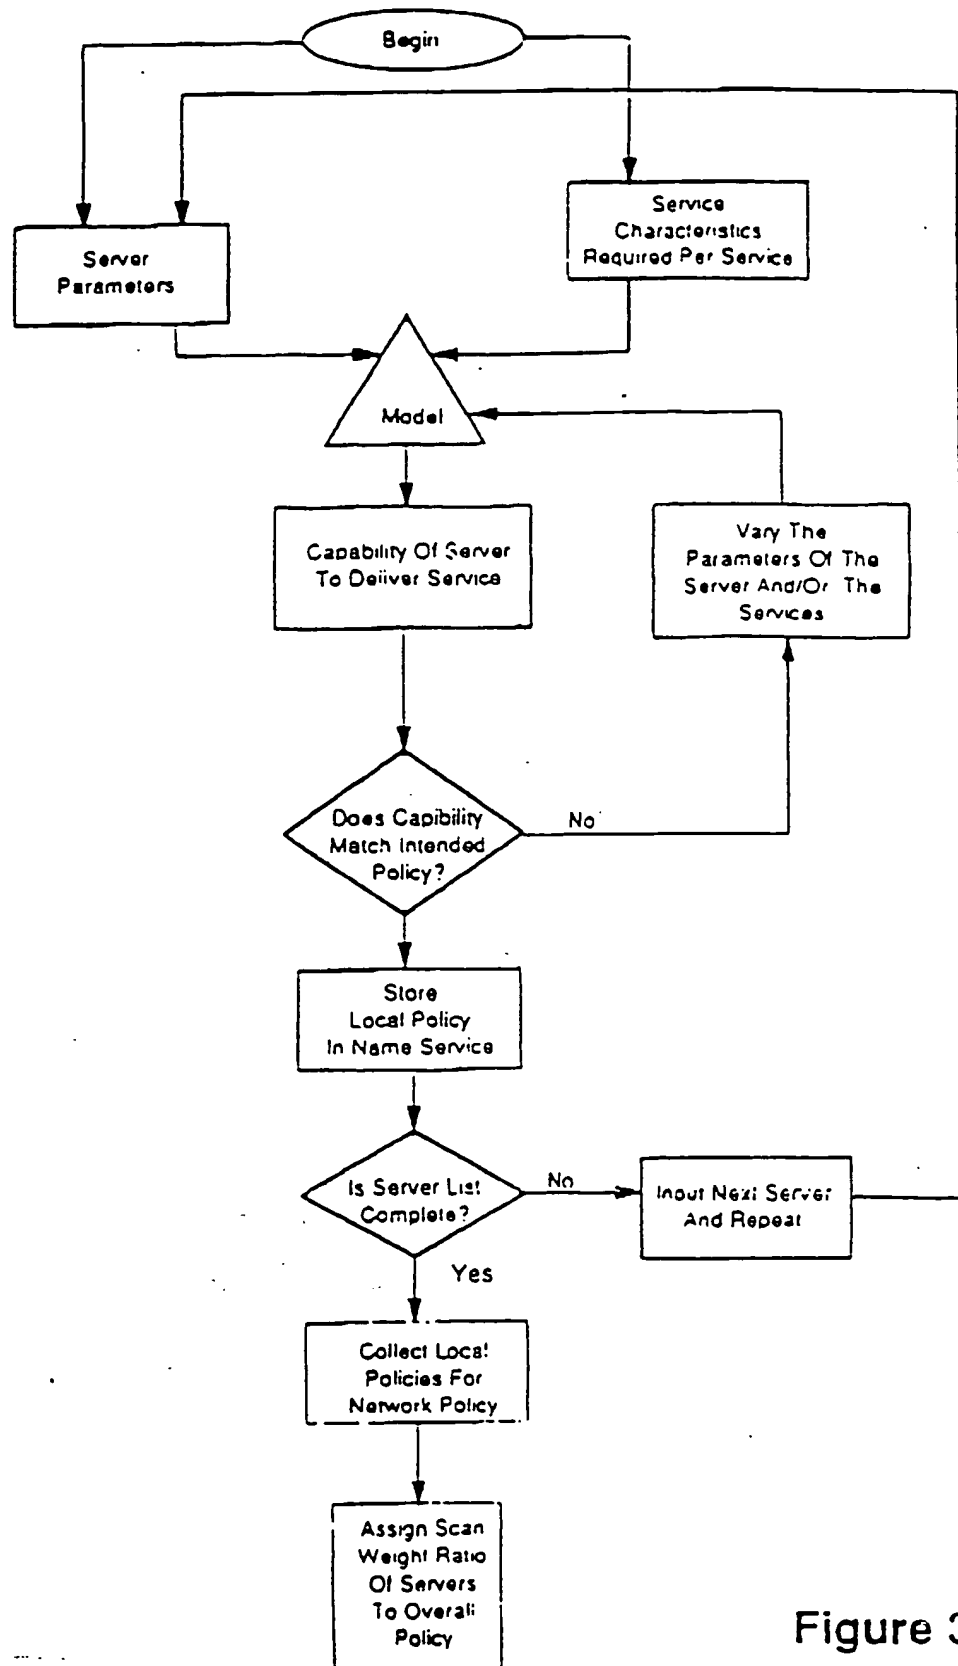 Begin
Service
Characteristics
Required Per Service
Server
Parameters
Model
Capability Of Server
To Deliver Service
Vary The
Parameters Of The
Server And/Or The
Services
Does Capibility
Match Intended
Policy?
No
Store
Local Policy
In Name Service
Is Server List
Complete?
No
Input Next Server
And Repeat
Yes
Collect Local
Policies For
Network Policy
Assign Scan
Weight Ratio
Of Servers
To Overall
Policy
Figure 3